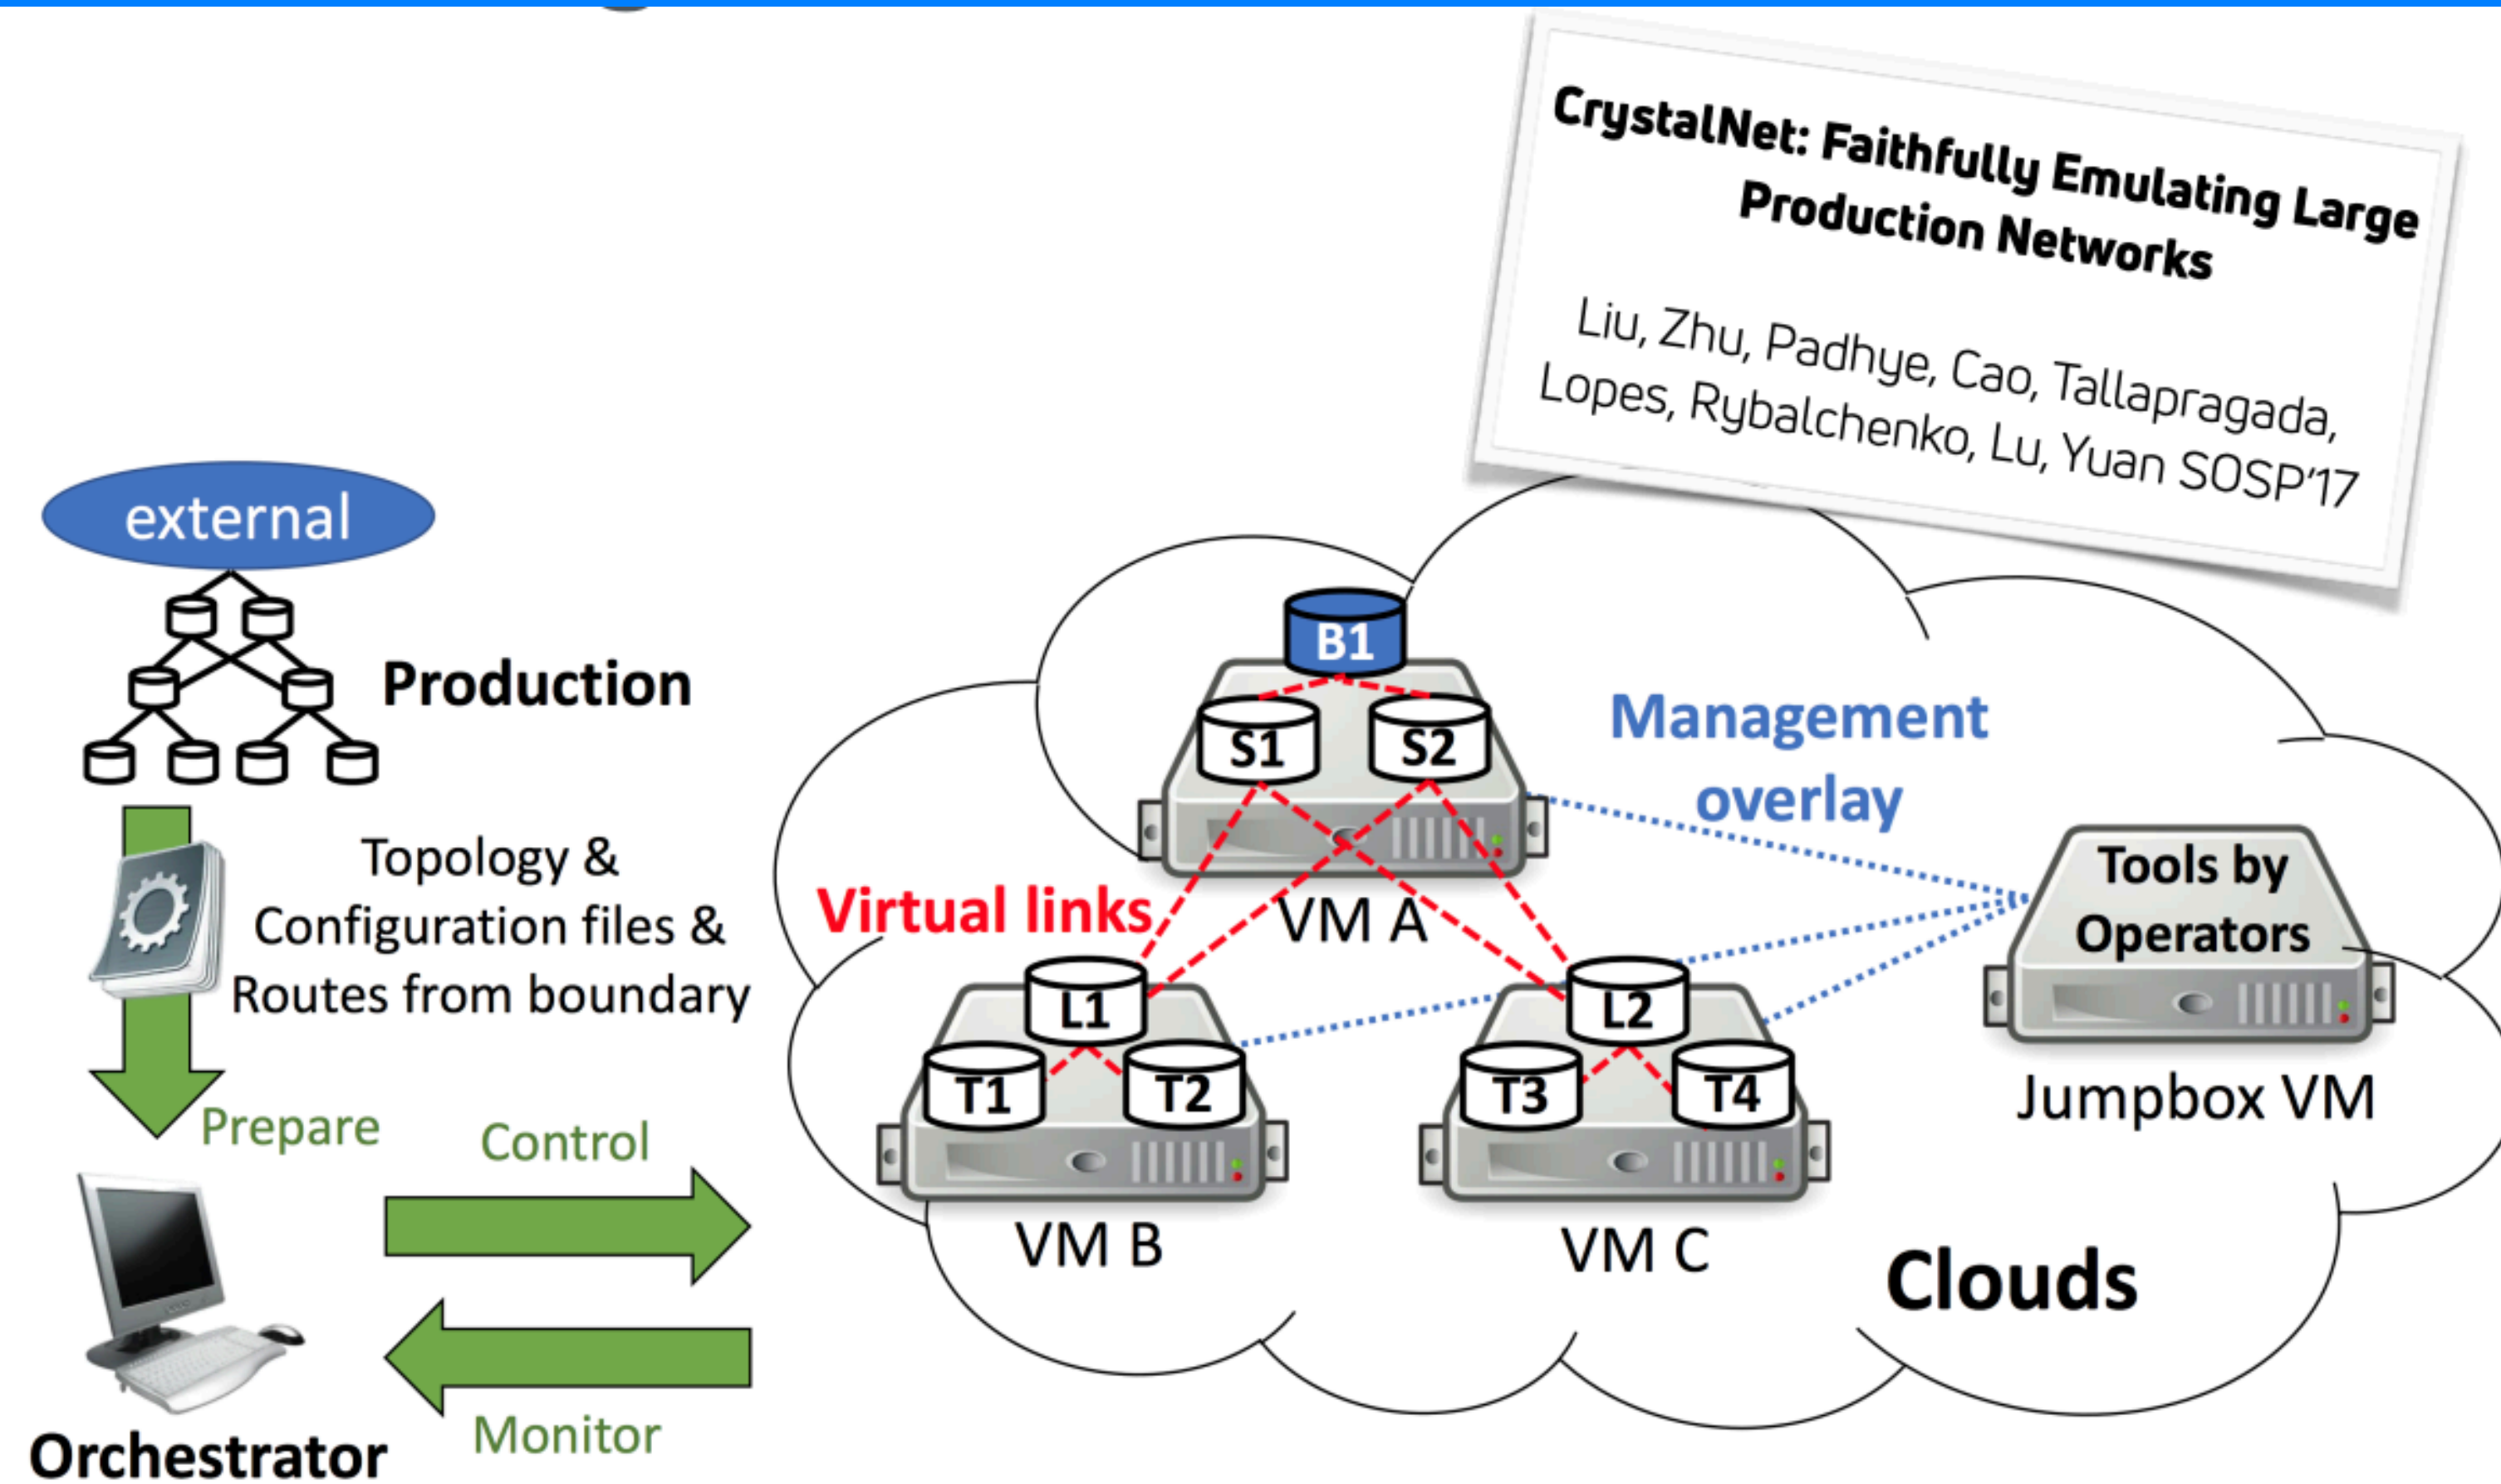 CrystalNet: Faithfully Emulating Large
Production Networks
Liu, Zhu, Padhye, Cao, Tallapragada,
Lopes, Rybalchenko, Lu, Yuan SOSP'17
external
Production
Topology &
Configuration files &
Routes from boundary
Prepare
Control
Monitor
Orchestrator
B1
S1
S2
VM A
Virtual links
Management
overlay
L1
T1
T2
VM B
L2
T3
T4
VM C
Tools by
Operators
Jumpbox VM
Clouds